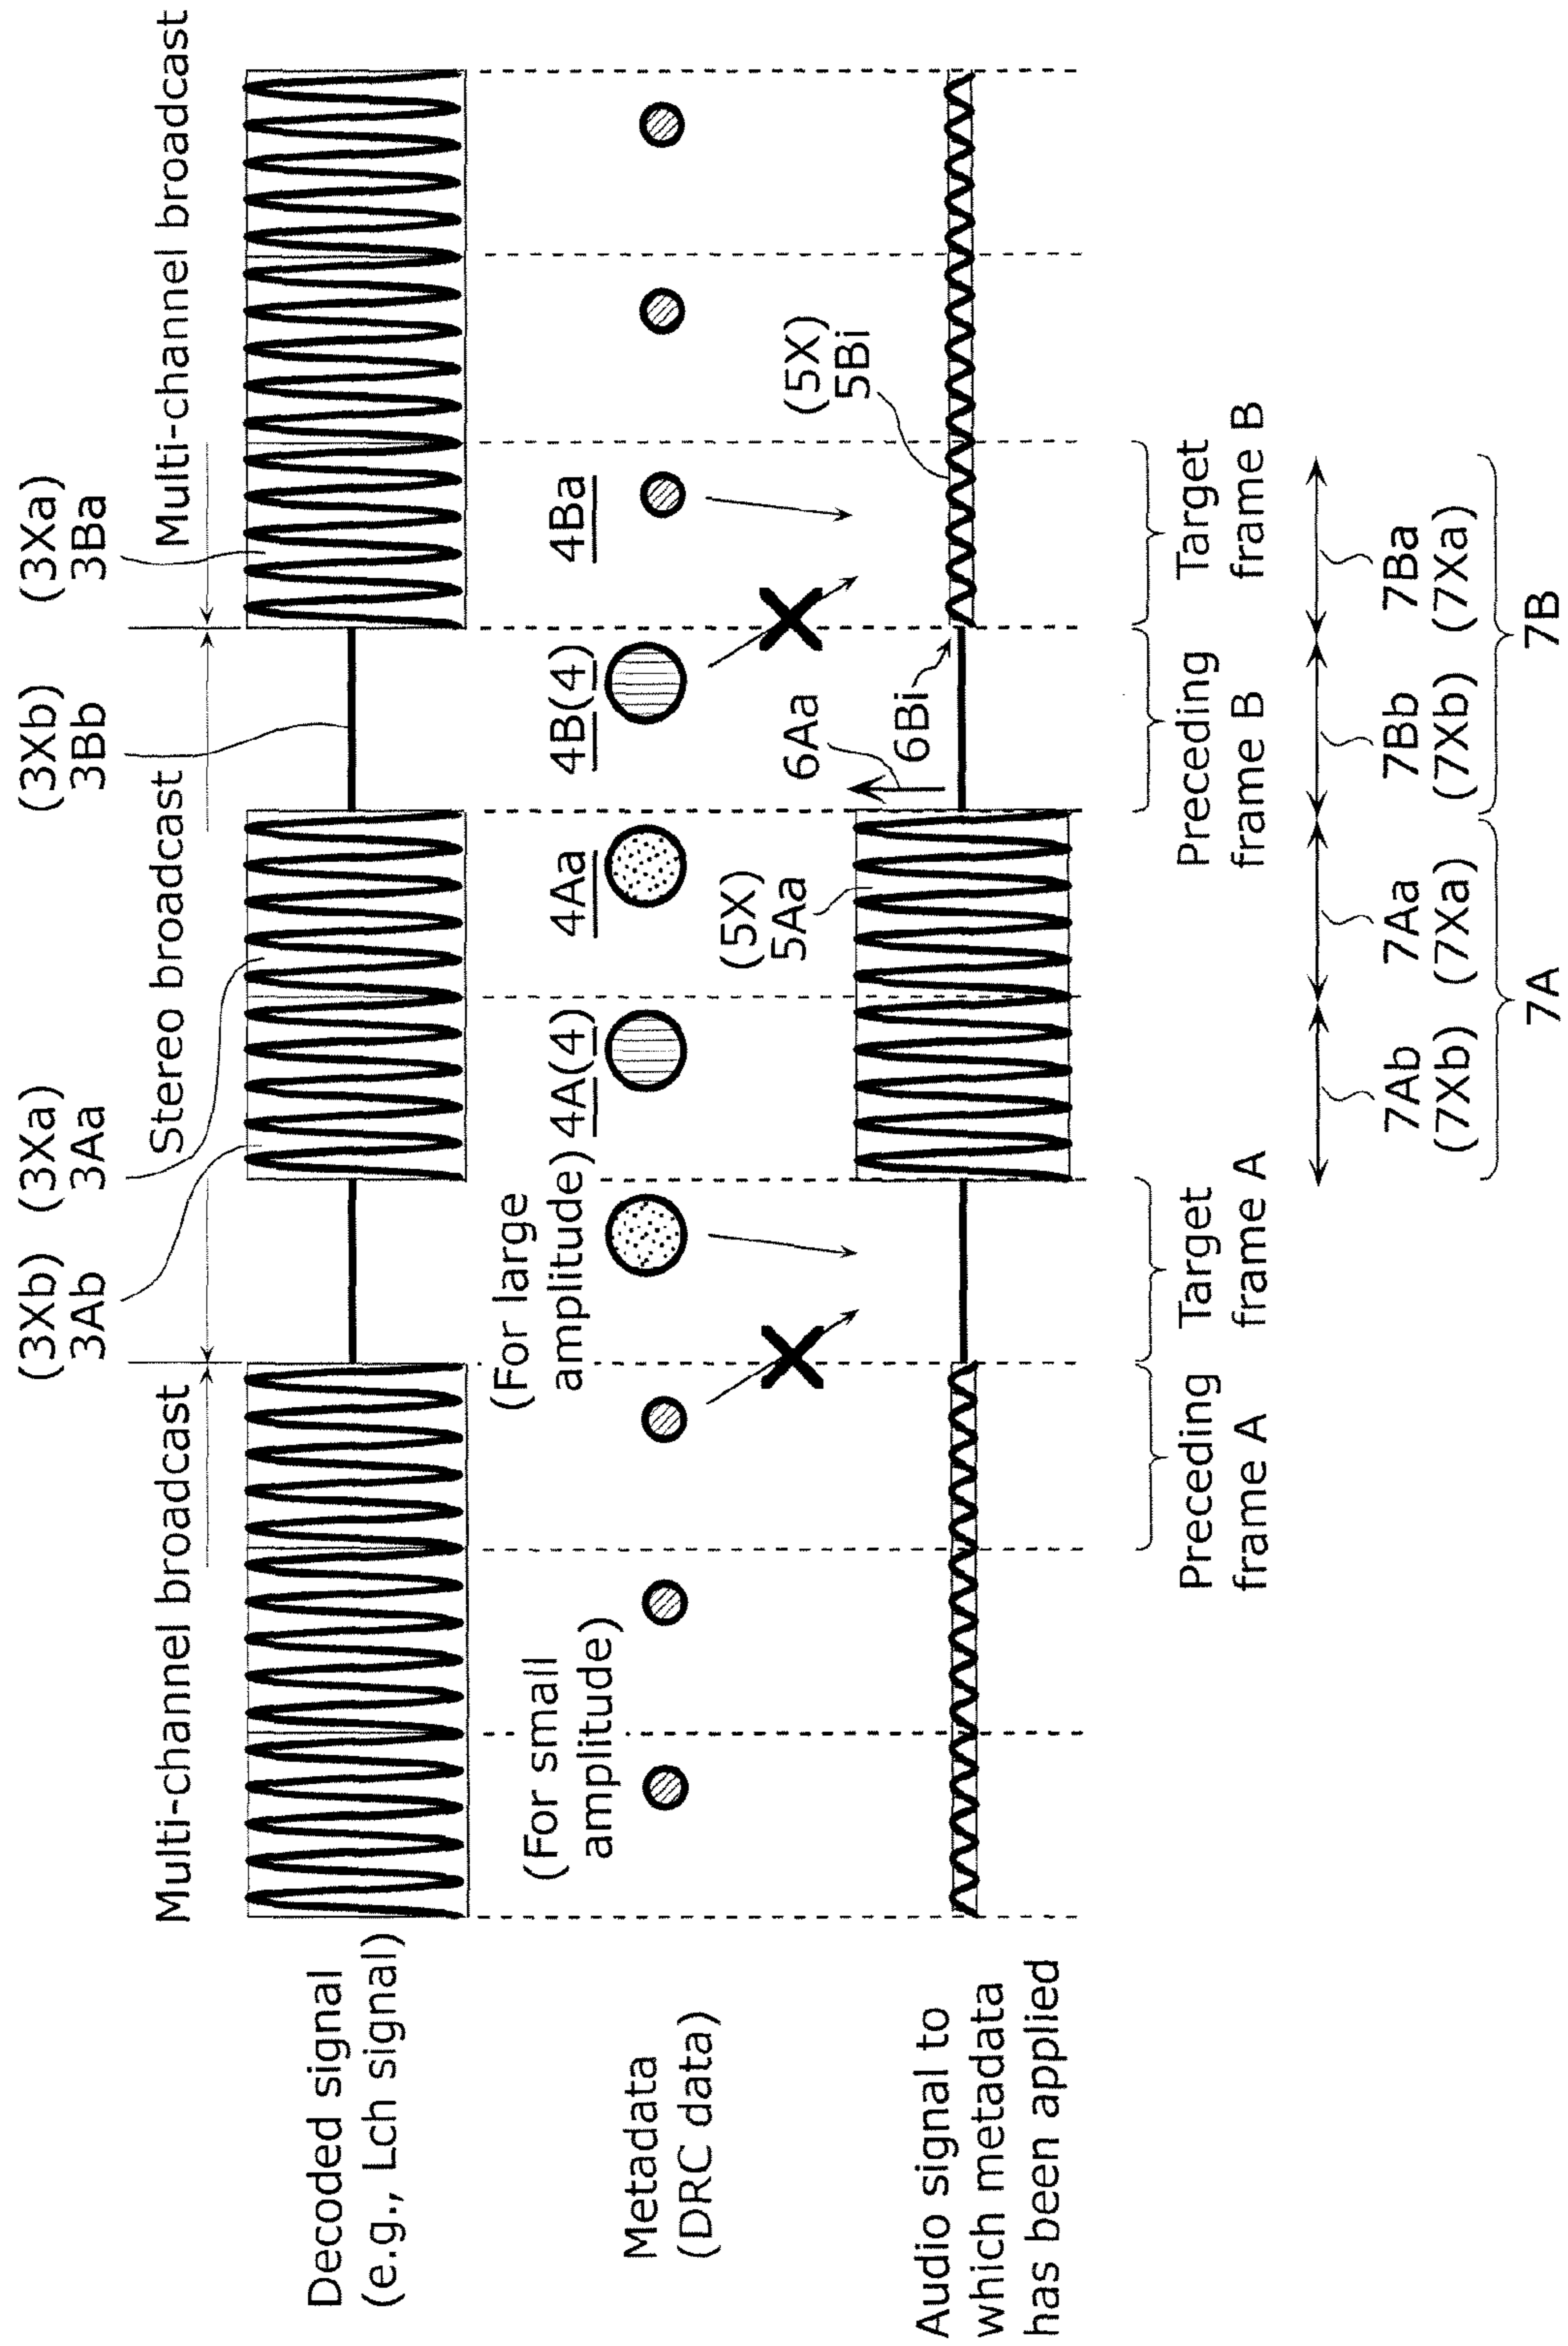 Multi-channel broadcast
Stereo broadcast
Multi-channel broadcast
(3Xb)
3Ab
(3Xa)
3Aa
(3Xb)
3Bb
(3Xa)
3Ba
Decoded signal
(e.g., Lch signal)
Metadata
(DRC data)
(For small
amplitude)
(For large
amplitude)
4A(4)
4Aa
4B(4)
4Ba
Audio signal to
which metadata
has been applied
(5X)
5Aa
6Aa
6Bi
(5X)
5Bi
Preceding
frame A
Target
frame A
Preceding
frame B
Target
frame B
7Ab
(7Xb)
7Aa
(7Xa)
7Bb
(7Xb)
7Ba
(7Xa)
7A
7B